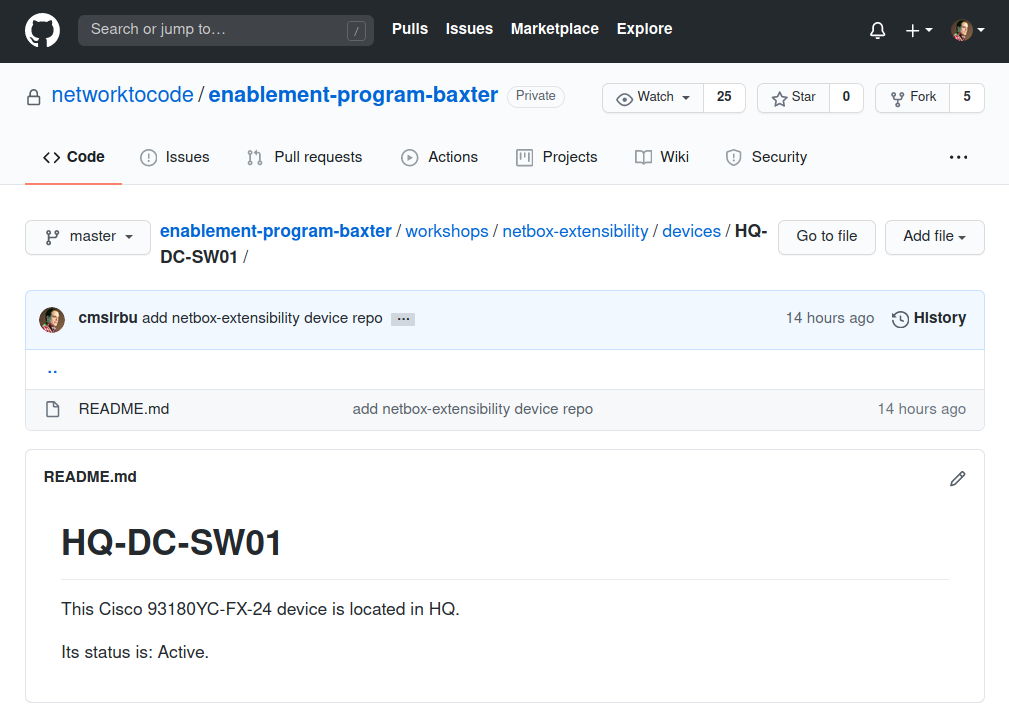 Search or jump to… / Pulls Issues Marketplace Explore
networktocode / enablement-program-baxter Private Watch 25 Star 0 Fork 5
Code Issues Pull requests Actions Projects Wiki Security ...
master enablement-program-baxter / workshops / netbox-extensibility / devices / HQ- Go to file Add file
DC-SW01 /
cmsirbu add netbox-extensibility device repo ... 14 hours ago History
..
README.md add netbox-extensibility device repo 14 hours ago
README.md
HQ-DC-SW01
This Cisco 93180YC-FX-24 device is located in HQ.
Its status is: Active.